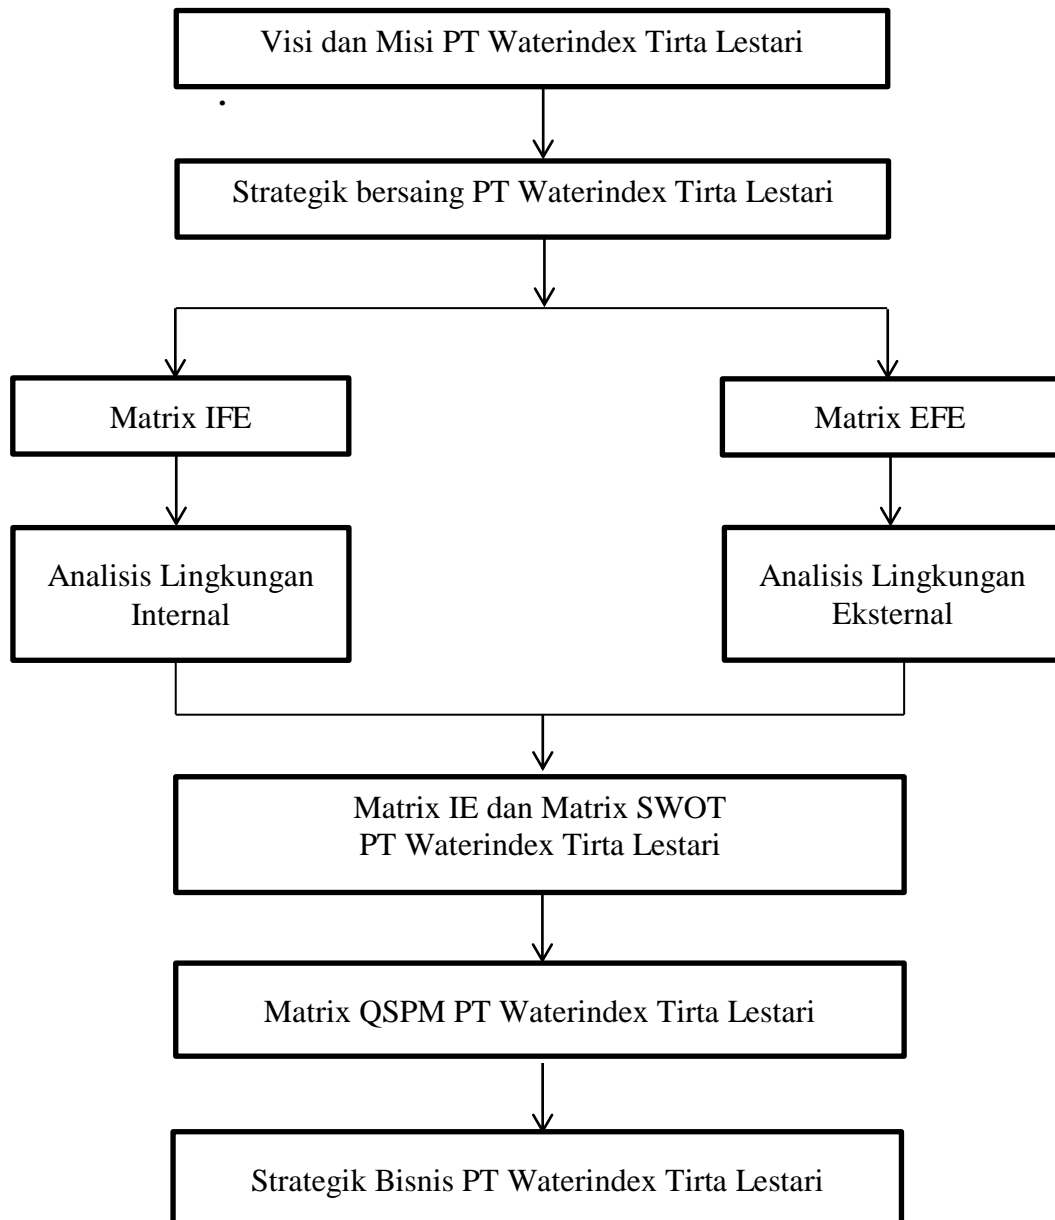 Visi dan Misi PT Waterindex Tirta Lestari
.
Strategik bersaing PT Waterindex Tirta Lestari
Matrix IFE
Matrix EFE
Analisis Lingkungan
Internal
Analisis Lingkungan
Eksternal
Matrix IE dan Matrix SWOT
PT Waterindex Tirta Lestari
Matrix QSPM PT Waterindex Tirta Lestari
Strategik Bisnis PT Waterindex Tirta Lestari